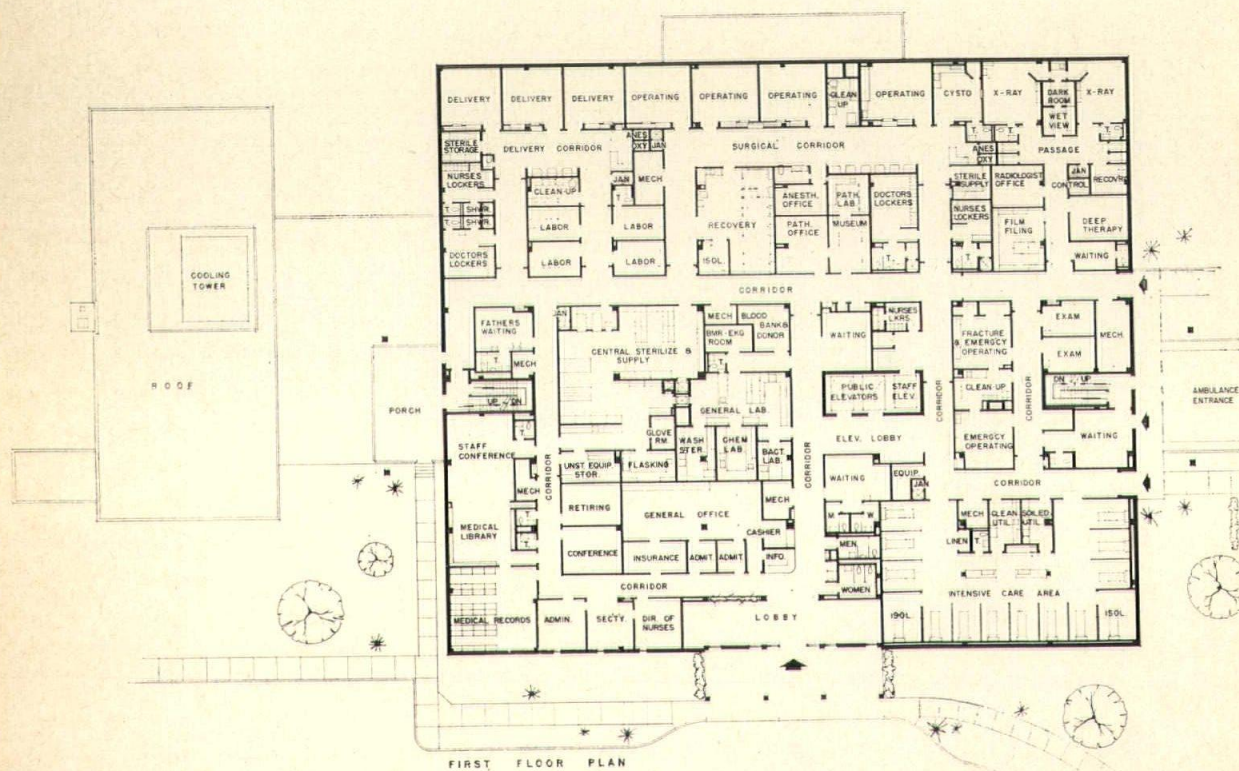 DELIVERY
DELIVERY
DELIVERY
OPERATING
OPERATING
OPERATING
CLEAN
UP
OPERATING
CYSTO
X-RAY
DARK
ROOM
WET
VIEW
X-RAY
STERILE
STORAGE
DELIVERY CORRIDOR
ANES
OXY
JAN
SURGICAL CORRIDOR
T.
T.
T.
ANES
OXY
PASSAGE
NURSES
LOCKERS
CLEAN-UP
JAN
T.
MECH
ANESTH.
OFFICE
PATH.
LAB.
DOCTORS
LOCKERS
STERILE
SUPPLY
RADIOLOGIST
OFFICE
JAN
CONTROL
RECOV'RG
T.
SHWR.
T.
SHWR.
LABOR
LABOR
RECOVERY
PATH.
OFFICE
MUSEUM
NURSES
LOCKERS
FILM
FILING
DEEP
THERAPY
DOCTORS
LOCKERS
LABOR
LABOR
ISOL.
T.
T.
WAITING
COOLING
TOWER
CORRIDOR
FATHERS
WAITING
T.
MECH
JAN
CENTRAL STERILIZE &
SUPPLY
MECH
BLOOD
BANK &
DONOR
BMR-EKG
ROOM
T.
WAITING
NURSES
LKRS.
FRACTURE
& EMERGCY
OPERATING
EXAM
EXAM
MECH.
ROOF
PORCH
UP
DN
PUBLIC
ELEVATORS
STAFF
ELEV.
CORRIDOR
CLEAN-UP
CORRIDOR
DN
UP
AMBULANCE
ENTRANCE
GENERAL LAB.
STAFF
CONFERENCE
T.
GLOVE
RM.
WASH
STER.
CHEM
LAB.
BACT.
LAB.
ELEV. LOBBY
EMERGCY
OPERATING
WAITING
CORRIDOR
UNST. EQUIP.
STOR.
FLASKING
CORRIDOR
WAITING
EQUIP.
JAN
CORRIDOR
MECH
RETIRING
GENERAL OFFICE
MECH
M.
W.
MECH
CLEAN
UTIL
SOILED
UTIL
T.
T.
MEDICAL
LIBRARY
CASHIER
MEN.
LINEN
T.
CONFERENCE
INSURANCE
ADMIT
ADMIT
INFO.
CORRIDOR
WOMEN
INTENSIVE CARE AREA
MEDICAL RECORDS
ADMIN.
SECTY.
DIR. OF
NURSES
LOBBY
ISOL.
ISOL.
FIRST FLOOR PLAN